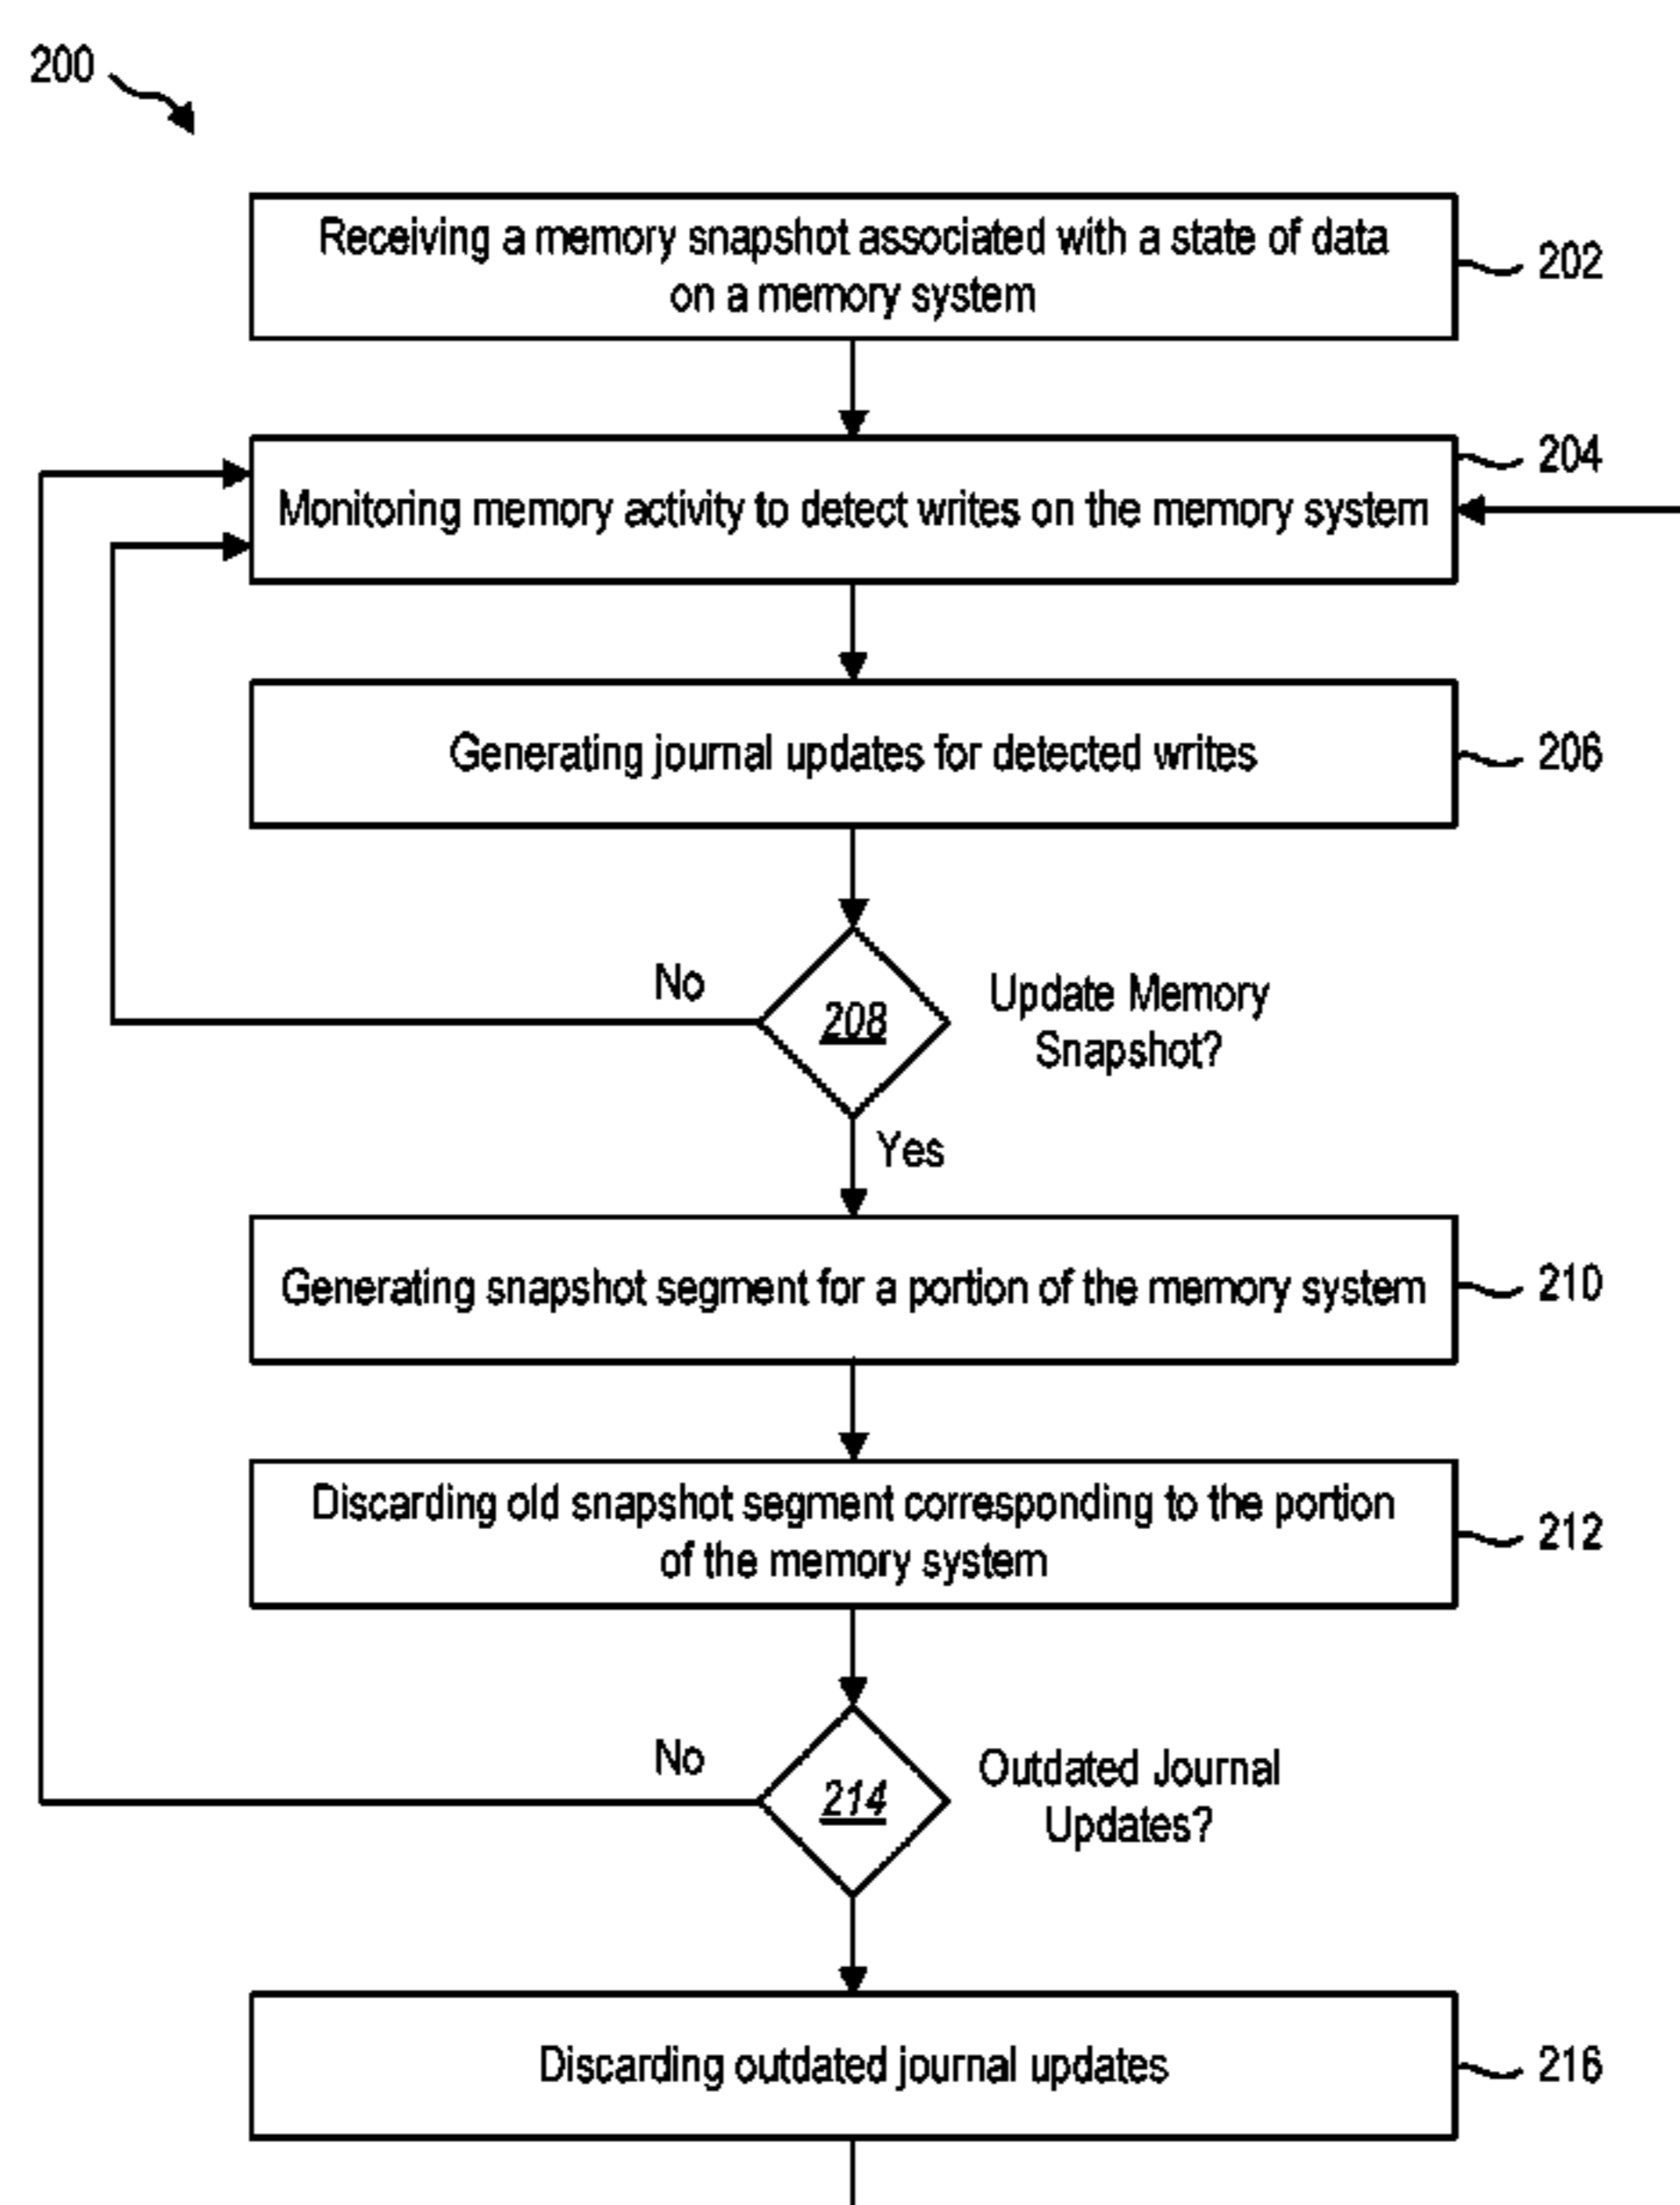 200
Receiving a memory snapshot associated with a state of data
on a memory system
202
204
Monitoring memory activity to detect writes on the memory system
Generating journal updates for detected writes
206
No
208
Update Memory
Snapshot?
Yes
Generating snapshot segment for a portion of the memory system
210
Discarding old snapshot segment corresponding to the portion
of the memory system
212
No
214
Outdated Journal
Updates?
Discarding outdated journal updates
216